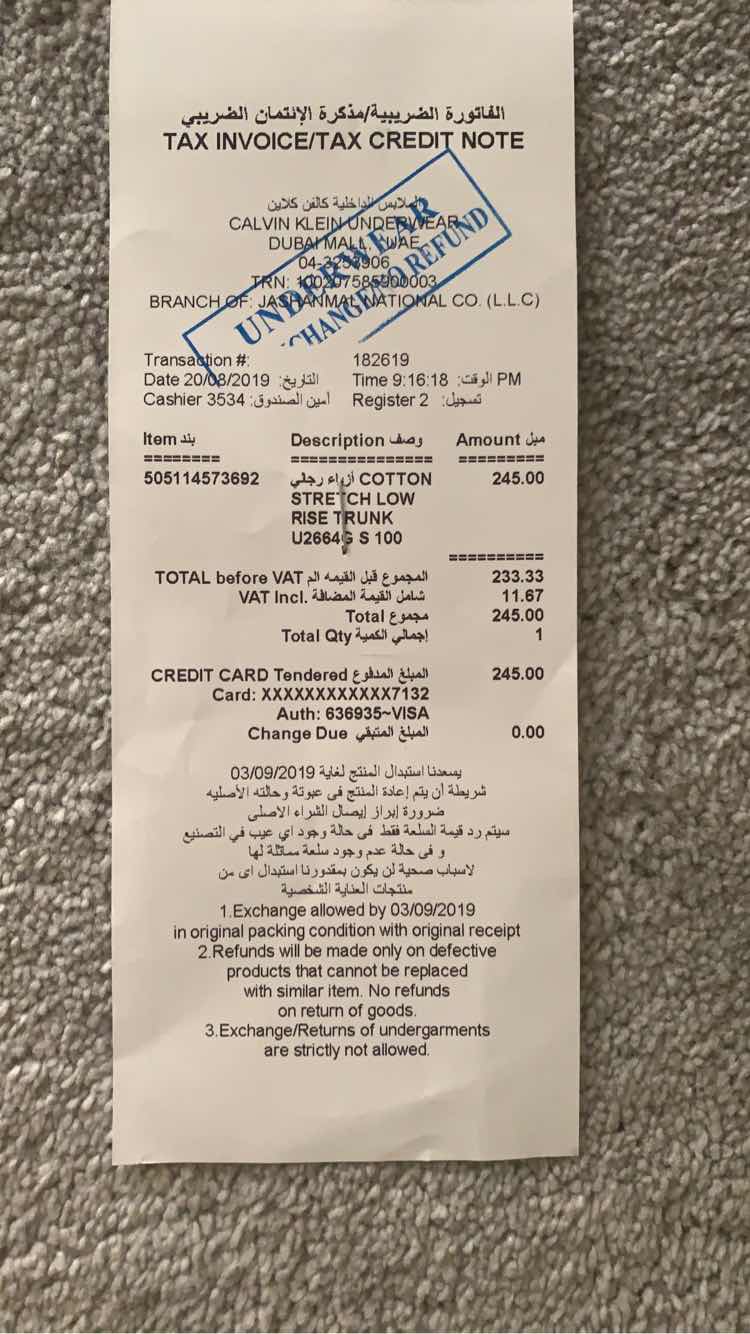 الفاتورة الضريبية/مذكرة الإئتمان الضريبي
TAX INVOICE/TAX CREDIT NOTE
الملابس الداخلية كالفن كلاين
CALVIN KLEIN UNDERWEAR
DUBAI MALL, UAE
04-3253906
TRN: 100207585900003
BRANCH OF: JASHANMAL NATIONAL CO. (L.L.C)
UNDERWEAR
NO REFUND
Transaction #: 182619
Date 20/08/2019 التاريخ: Time 9:16:18 الوقت: PM
Cashier 3534 أمين الصندوق: Register 2 تسجيل:
Item بند Description وصف Amount مبل
======== =============== =========
505114573692 أزياء رجالي COTTON 245.00
STRETCH LOW
RISE TRUNK
U2664G S 100
==========
TOTAL before VAT المجموع قبل القيمه الم 233.33
VAT Incl. شامل القيمة المضافة 11.67
Total مجموع 245.00
Total Qty إجمالي الكمية 1
CREDIT CARD Tendered المبلغ المدفوع 245.00
Card: XXXXXXXXXXXX7132
Auth: 636935~VISA
Change Due المبلغ المتبقي 0.00
يسعدنا استبدال المنتج لغاية 03/09/2019
شريطة أن يتم إعادة المنتج فى عبوتة وحالته الأصليه
ضرورة إبراز إيصال الشراء الاصلى
سيتم رد قيمة السلعة فقط فى حالة وجود اي عيب في التصنيع
و فى حالة عدم وجود سلعة مماثلة لها
لاسباب صحية لن يكون بمقدورنا استبدال اى من
منتجات العناية الشخصية
1.Exchange allowed by 03/09/2019
in original packing condition with original receipt
2.Refunds will be made only on defective
products that cannot be replaced
with similar item. No refunds
on return of goods.
3.Exchange/Returns of undergarments
are strictly not allowed.